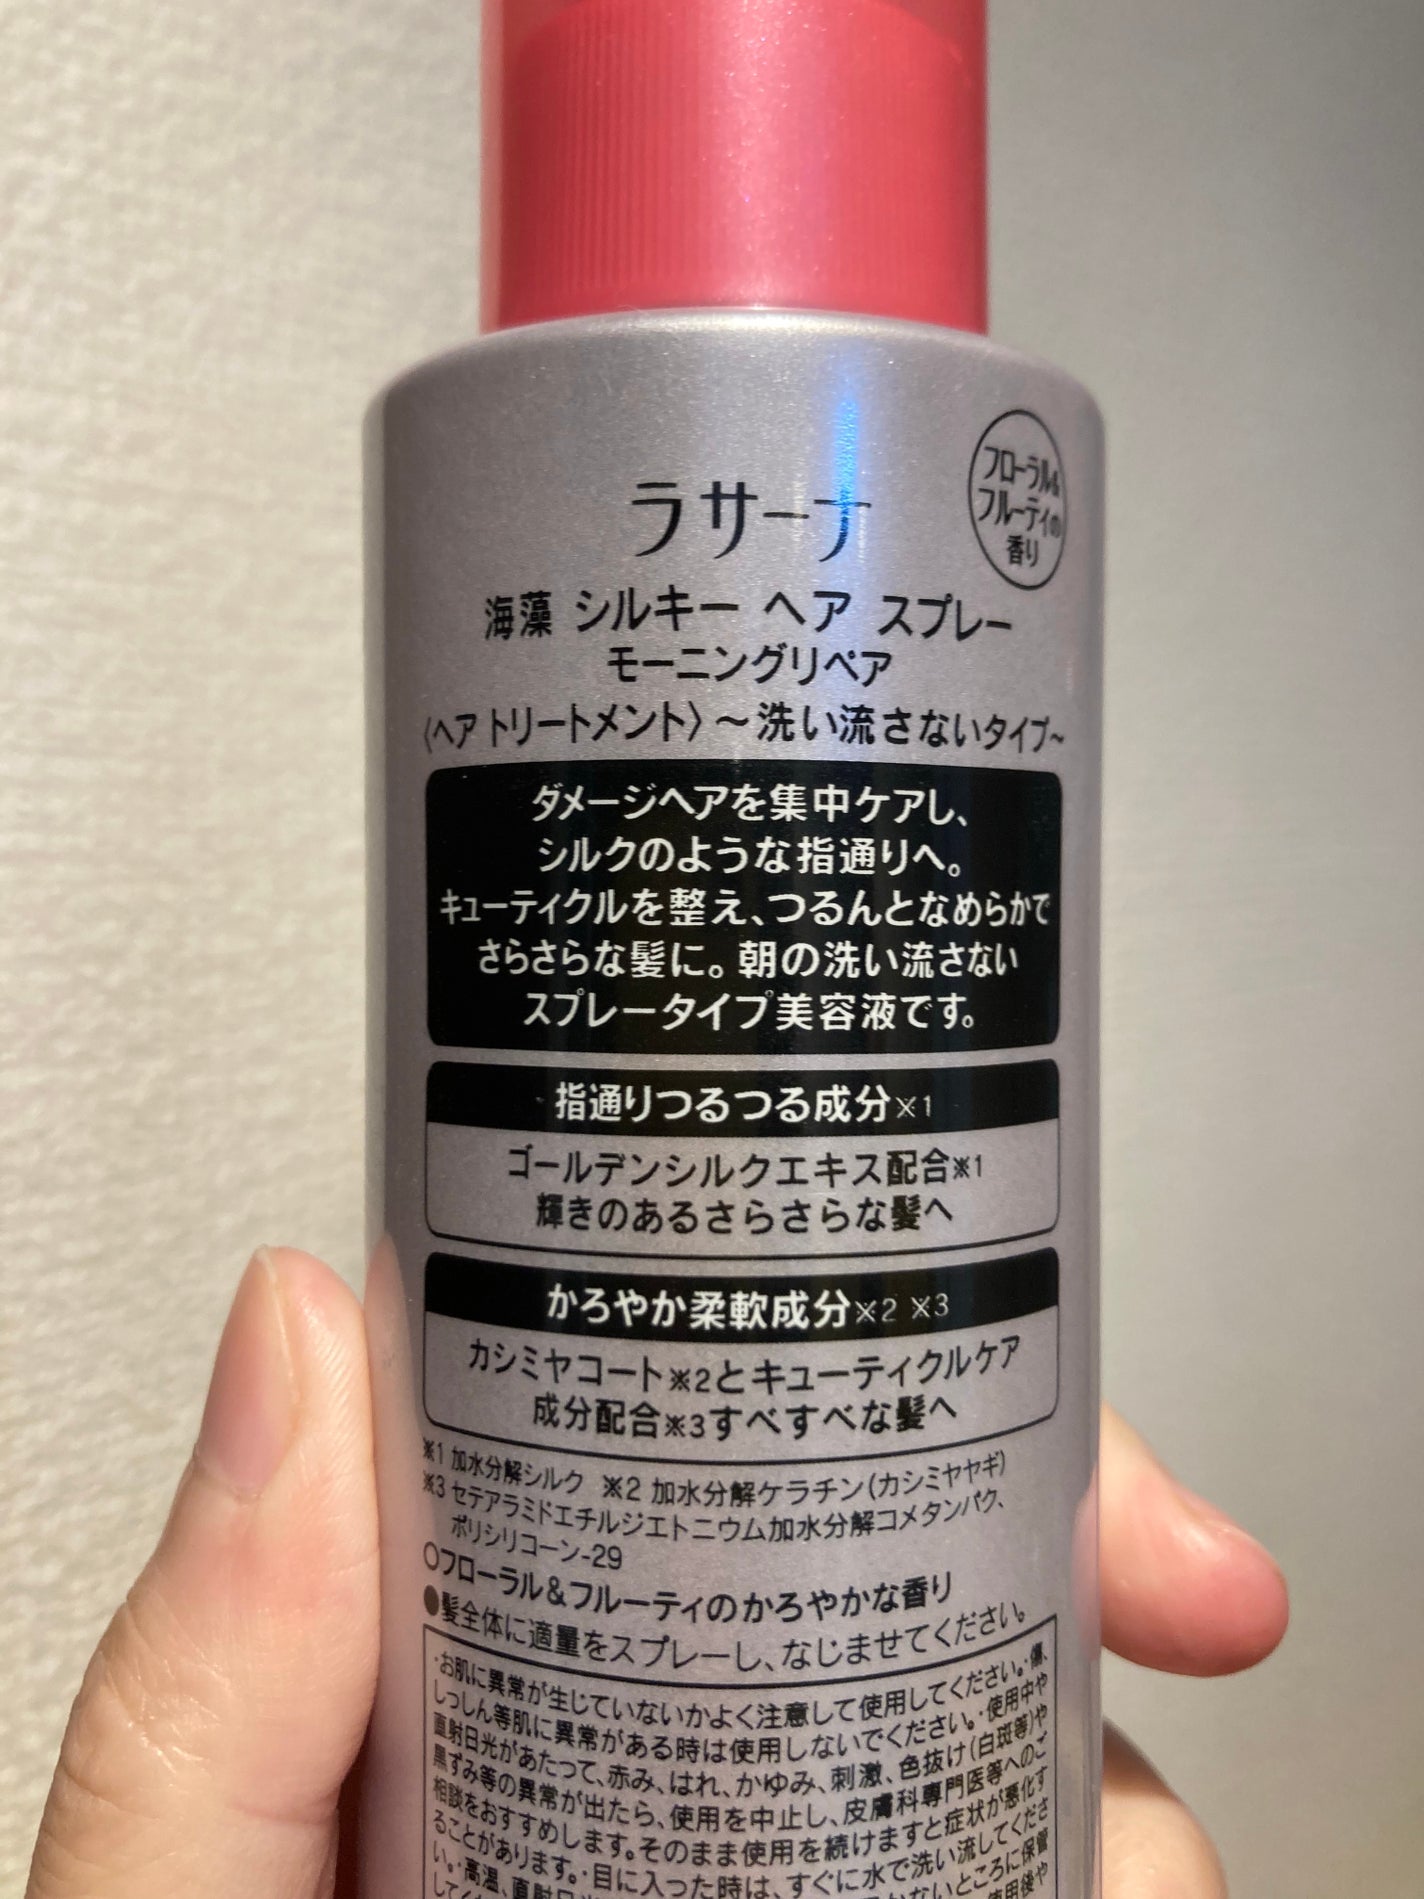 ラサーナ
フローラル&
フルーティの
香り
海藻 シルキー ヘア スプレー
モーニングリペア
〈ヘア トリートメント〉～洗い流さないタイプ～
ダメージヘアを集中ケアし、
シルクのような指通りへ。
キューティクルを整え、つるんとなめらかで
さらさらな髪に。朝の洗い流さない
スプレータイプ美容液です。
指通りつるつる成分※1
ゴールデンシルクエキス配合※1
輝きのあるさらさらな髪へ
かろやか柔軟成分※2 ※3
カシミヤコート※2とキューティクルケア
成分配合※3すべすべな髪へ
※1 加水分解シルク ※2 加水分解ケラチン(カシミヤヤギ)
※3 セテアラミドエチルジエトニウム加水分解コメタンパク、
ポリシリコーン-29
○フローラル&フルーティのかろやかな香り
●髪全体に適量をスプレーし、なじませてください。
・お肌に異常が生じていないかよく注意して使用してください。・傷、
しっしん等肌に異常がある時は使用しないでください。・使用中や
直射日光があたって、赤み、はれ、かゆみ、刺激、色抜け(白斑等)や
黒ずみ等の異常が出たら、使用を中止し、皮膚科専門医等へのご
相談をおすすめします。そのまま使用を続けますと症状が悪化す
ることがあります。・目に入った時は、すぐに水で洗い流してくださ
い。・高温、直射日光
ないところに保管
使用後や